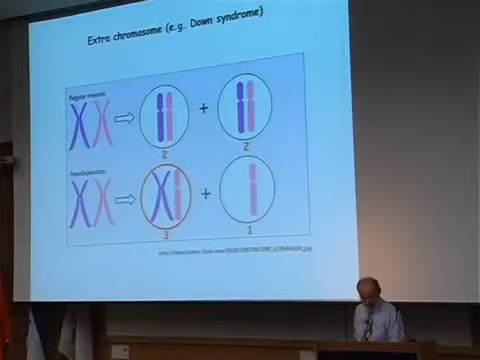 Extra chromosome (e.g. Down syndrome)
Regular meiosis:
+
2
2
Nondisjunction:
+
3
1